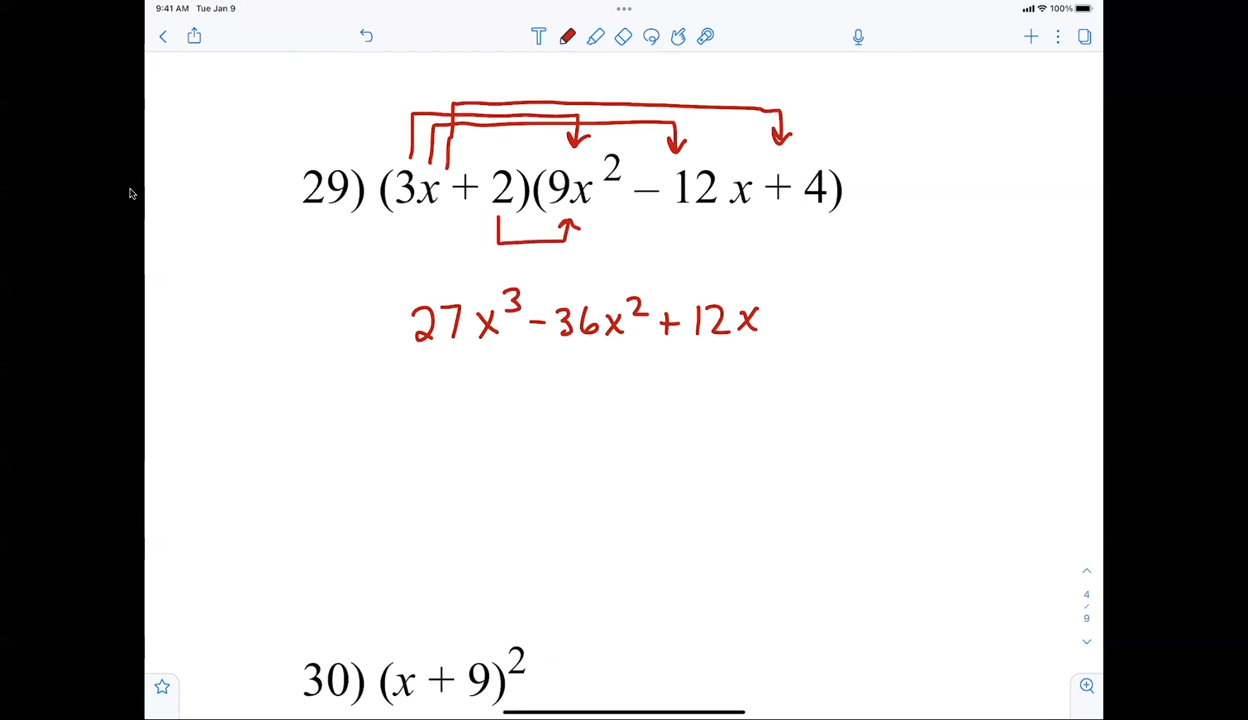 9:41 AM Tue Jan 9
100%
T
29) (3x + 2)(9x² – 12 x + 4)
27x³ - 36x² + 12x
4
/
9
30) (x + 9)²